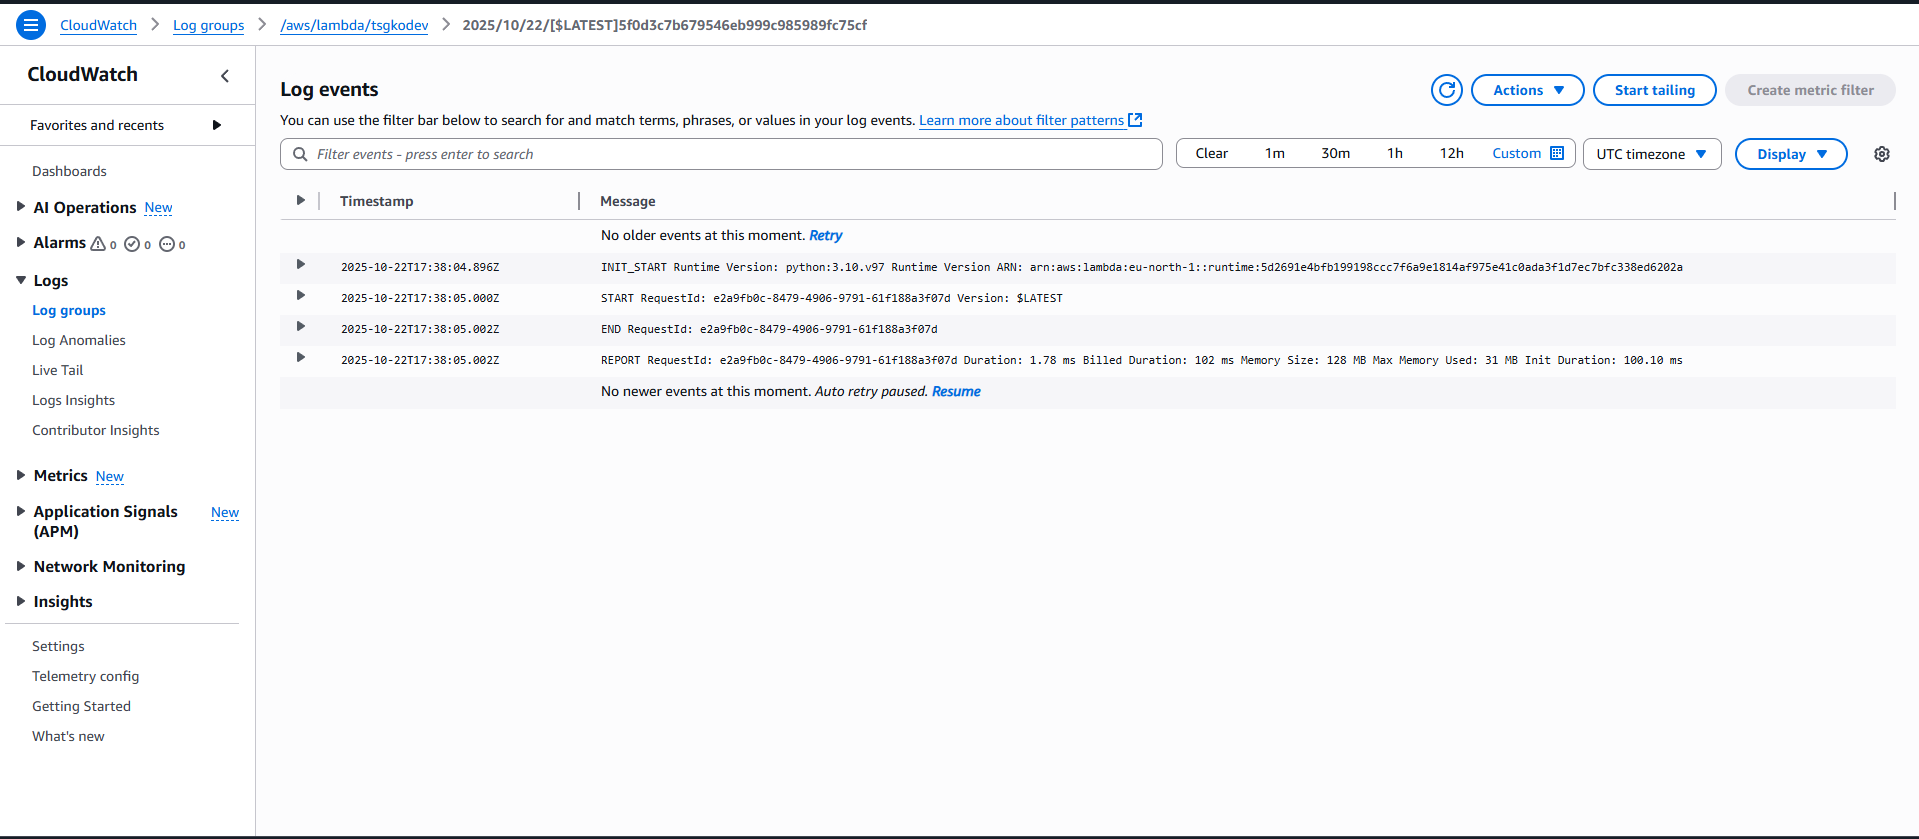 CloudWatch > Log groups > /aws/lambda/tsgkodev > 2025/10/22/[$LATEST]5f0d3c7b679546eb999c985989fc75cf
CloudWatch
Favorites and recents
Dashboards
AI Operations New
Alarms 0 0 0
Logs
Log groups
Log Anomalies
Live Tail
Logs Insights
Contributor Insights
Metrics New
Application Signals (APM) New
Network Monitoring
Insights
Settings
Telemetry config
Getting Started
What's new
Log events
Actions
Start tailing
Create metric filter
You can use the filter bar below to search for and match terms, phrases, or values in your log events. Learn more about filter patterns
Filter events - press enter to search
Clear 1m 30m 1h 12h Custom
UTC timezone
Display
Timestamp Message
No older events at this moment. Retry
2025-10-22T17:38:04.896Z INIT_START Runtime Version: python:3.10.v97 Runtime Version ARN: arn:aws:lambda:eu-north-1::runtime:5d2691e4bfb199198ccc7f6a9e1814af975e41c0ada3f1d7ec7bfc338ed6202a
2025-10-22T17:38:05.000Z START RequestId: e2a9fb0c-8479-4906-9791-61f188a3f07d Version: $LATEST
2025-10-22T17:38:05.002Z END RequestId: e2a9fb0c-8479-4906-9791-61f188a3f07d
2025-10-22T17:38:05.002Z REPORT RequestId: e2a9fb0c-8479-4906-9791-61f188a3f07d Duration: 1.78 ms Billed Duration: 102 ms Memory Size: 128 MB Max Memory Used: 31 MB Init Duration: 100.10 ms
No newer events at this moment. Auto retry paused. Resume